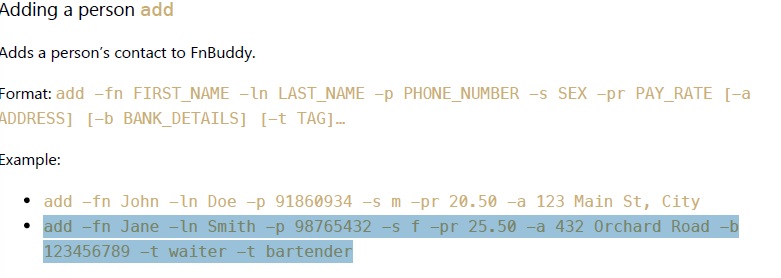 Adding a person add
Adds a person’s contact to FnBuddy.
Format: add –fn FIRST_NAME –ln LAST_NAME –p PHONE_NUMBER –s SEX –pr PAY_RATE [–a
ADDRESS] [–b BANK_DETAILS] [–t TAG]…
Example:
• add –fn John –ln Doe –p 91860934 –s m –pr 20.50 –a 123 Main St, City
• add –fn Jane –ln Smith –p 98765432 –s f –pr 25.50 –a 432 Orchard Road –b
123456789 –t waiter –t bartender